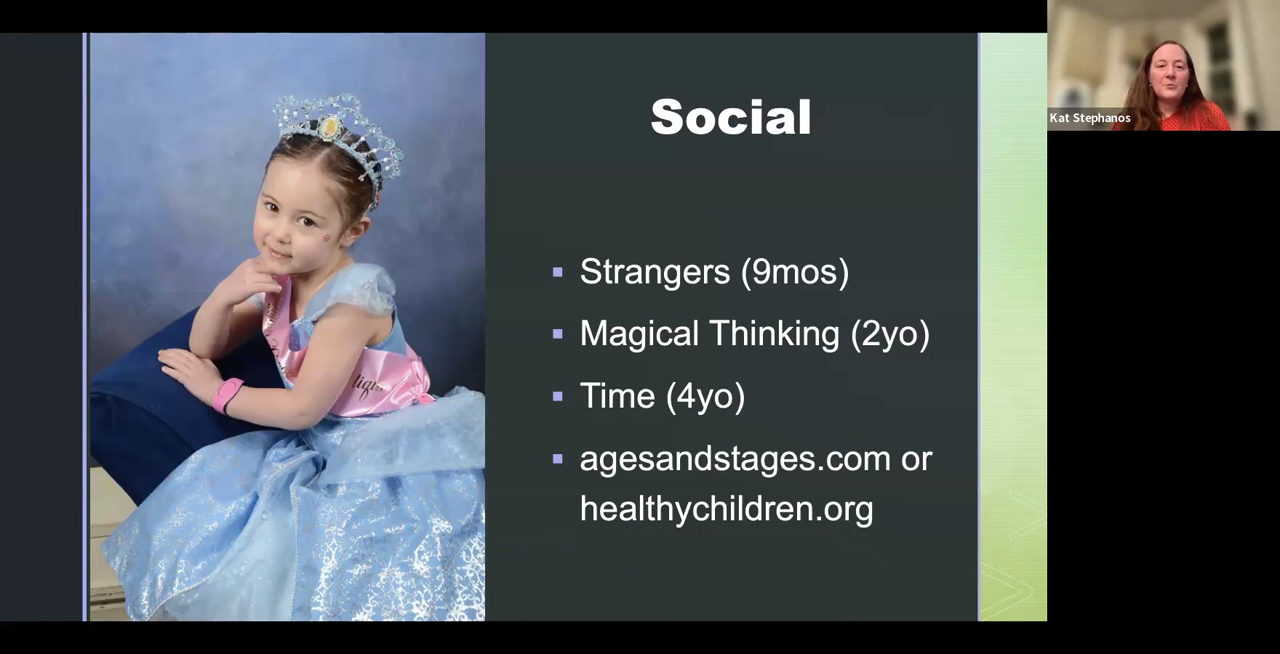 Social
Strangers (9mos)
Magical Thinking (2yo)
Time (4yo)
agesandstages.com or
healthychildren.org
Kat Stephanos